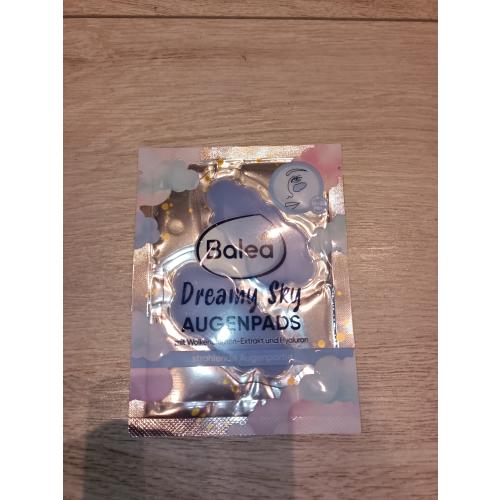 Balea
Dreamy Sky
AUGENPADS
mit Wolken-Extrakt und Hyaluron
strahlende Augenpartie